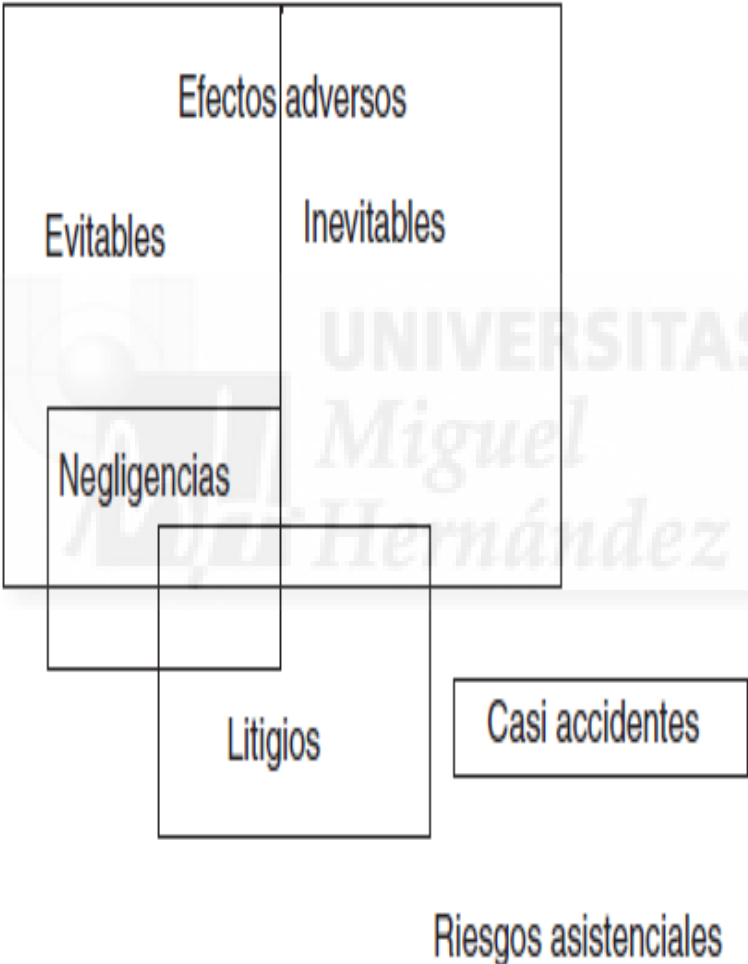 Efectos adversos
Evitables
Inevitables
UNIVERSITAS
Miguel
Hernández
Negligencias
Litigios
Casi accidentes
Riesgos asistenciales